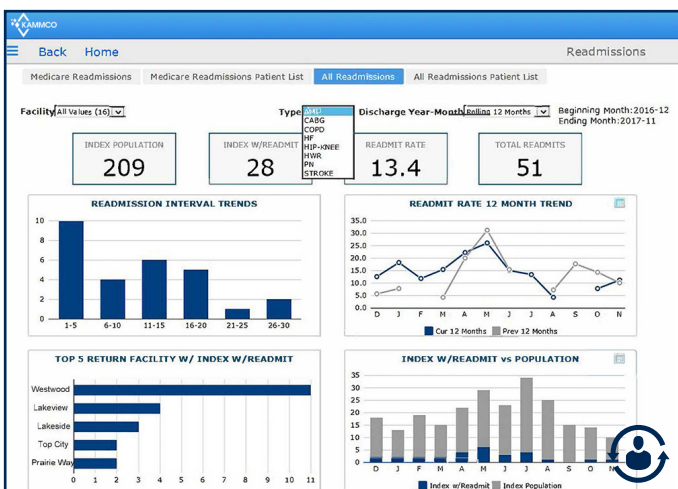 KAMMCO
Back Home Readmissions
Medicare Readmissions Medicare Readmissions Patient List All Readmissions All Readmissions Patient List
Facility All Values (16) Type AMI Discharge Year-Month Rolling 12 Months Beginning Month:2016-12
Ending Month:2017-11
CABG
COPD
HF
HIP-KNEE
HWR
PN
STROKE
INDEX POPULATION INDEX W/READMIT READMIT RATE TOTAL READMITS
209 28 13.4 51
READMISSION INTERVAL TRENDS
10
8
6
4
2
0
1-5 6-10 11-15 16-20 21-25 26-30
READMIT RATE 12 MONTH TREND
35.0
30.0
25.0
20.0
15.0
10.0
5.0
0.0
D J F M A M J J A S O N
Cur 12 Months Prev 12 Months
TOP 5 RETURN FACILITY W/ INDEX W/READMIT
Westwood
Lakeview
Lakeside
Top City
Prairie Way
0 1 2 3 4 5 6 7 8 9 10 11
INDEX W/READMIT vs POPULATION
35
30
25
20
15
10
5
0
D J F M A M J J A S O N
Index w/Readmit Index Population